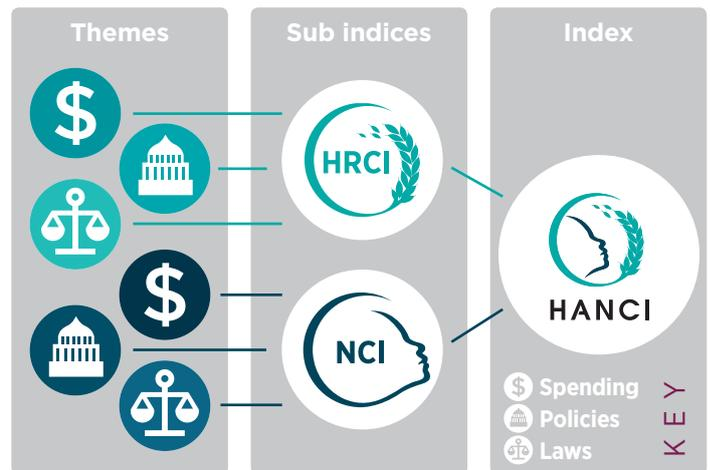 Themes
Sub indices
Index
$
HRCI
$
NCI
HANCI
$ Spending
Policies
Laws
KEY